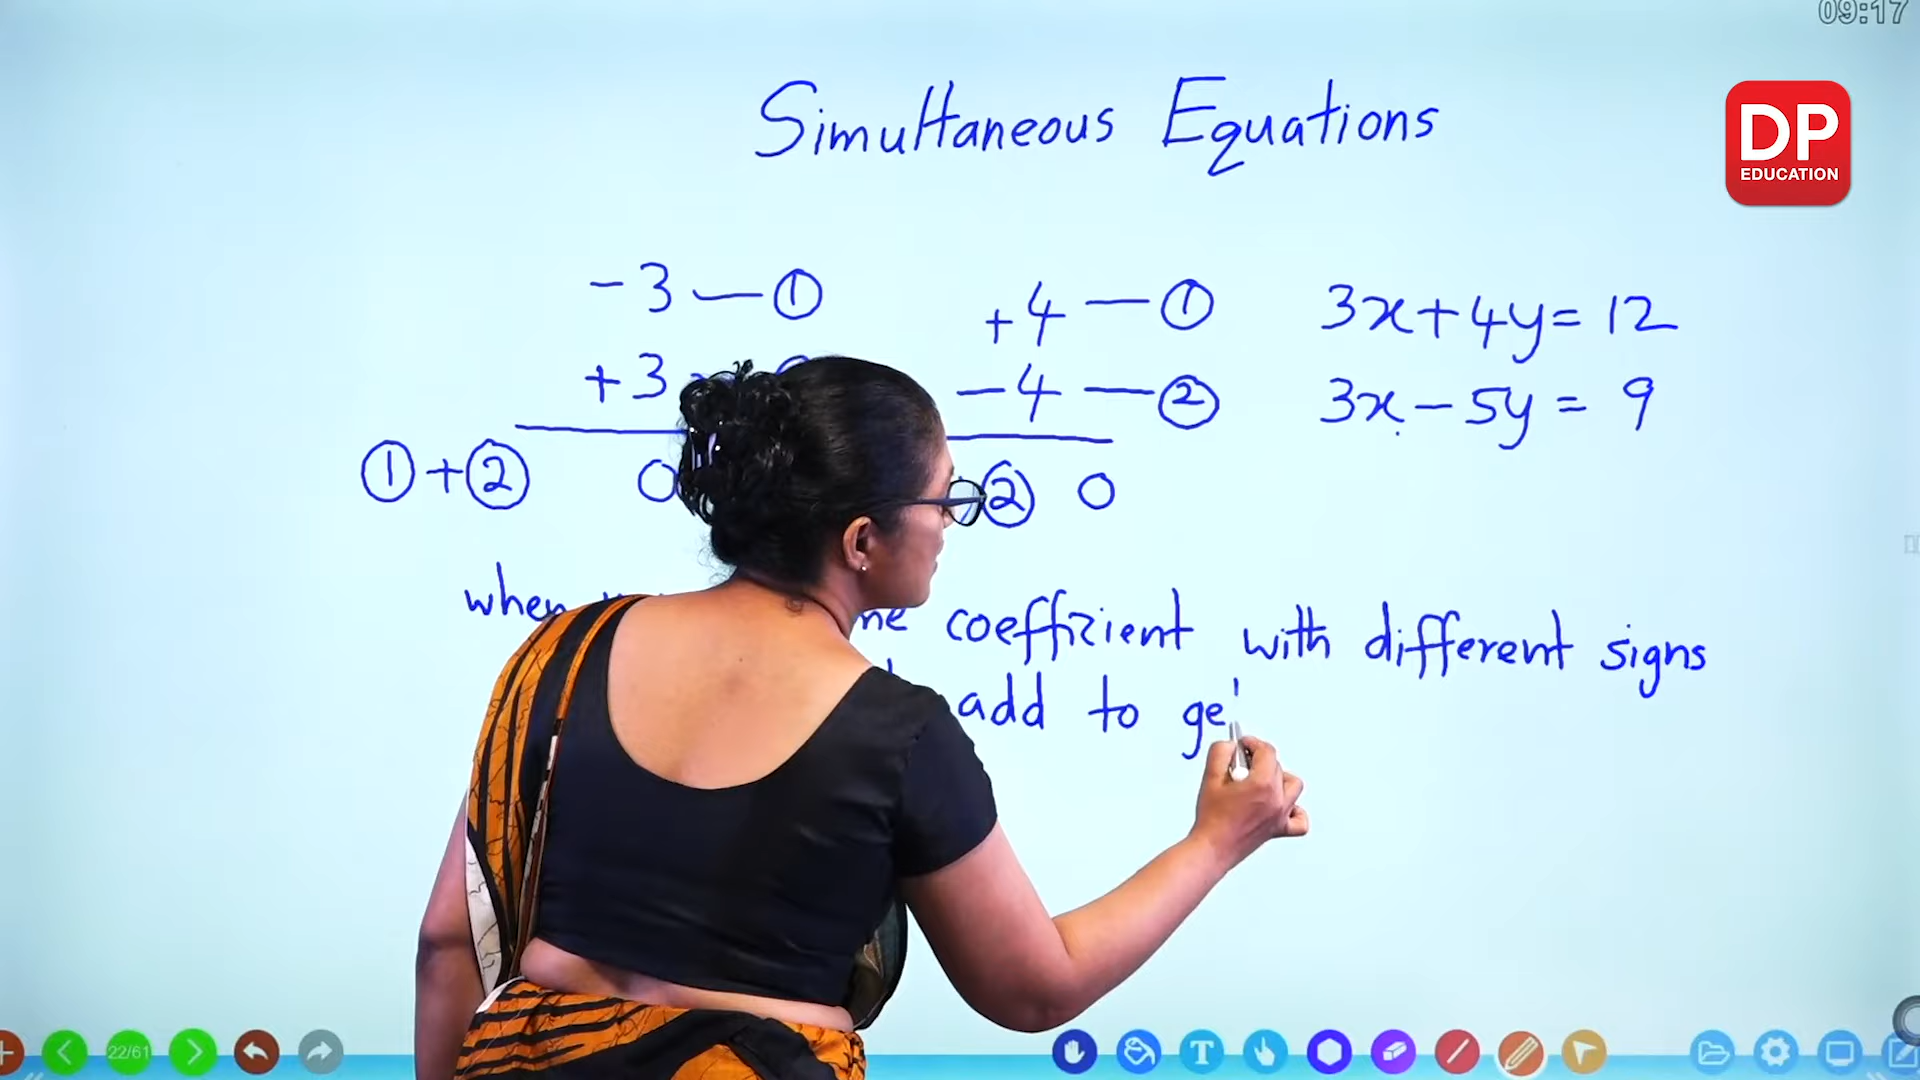 09:17
Simultaneous Equations
DP
EDUCATION
-3 — ①
+3
① + ② 0
+4 — ①
-4 — ②
② 0
3x+4y= 12
3x-5y = 9
when coefficient with different signs
add to ge
22/61
T